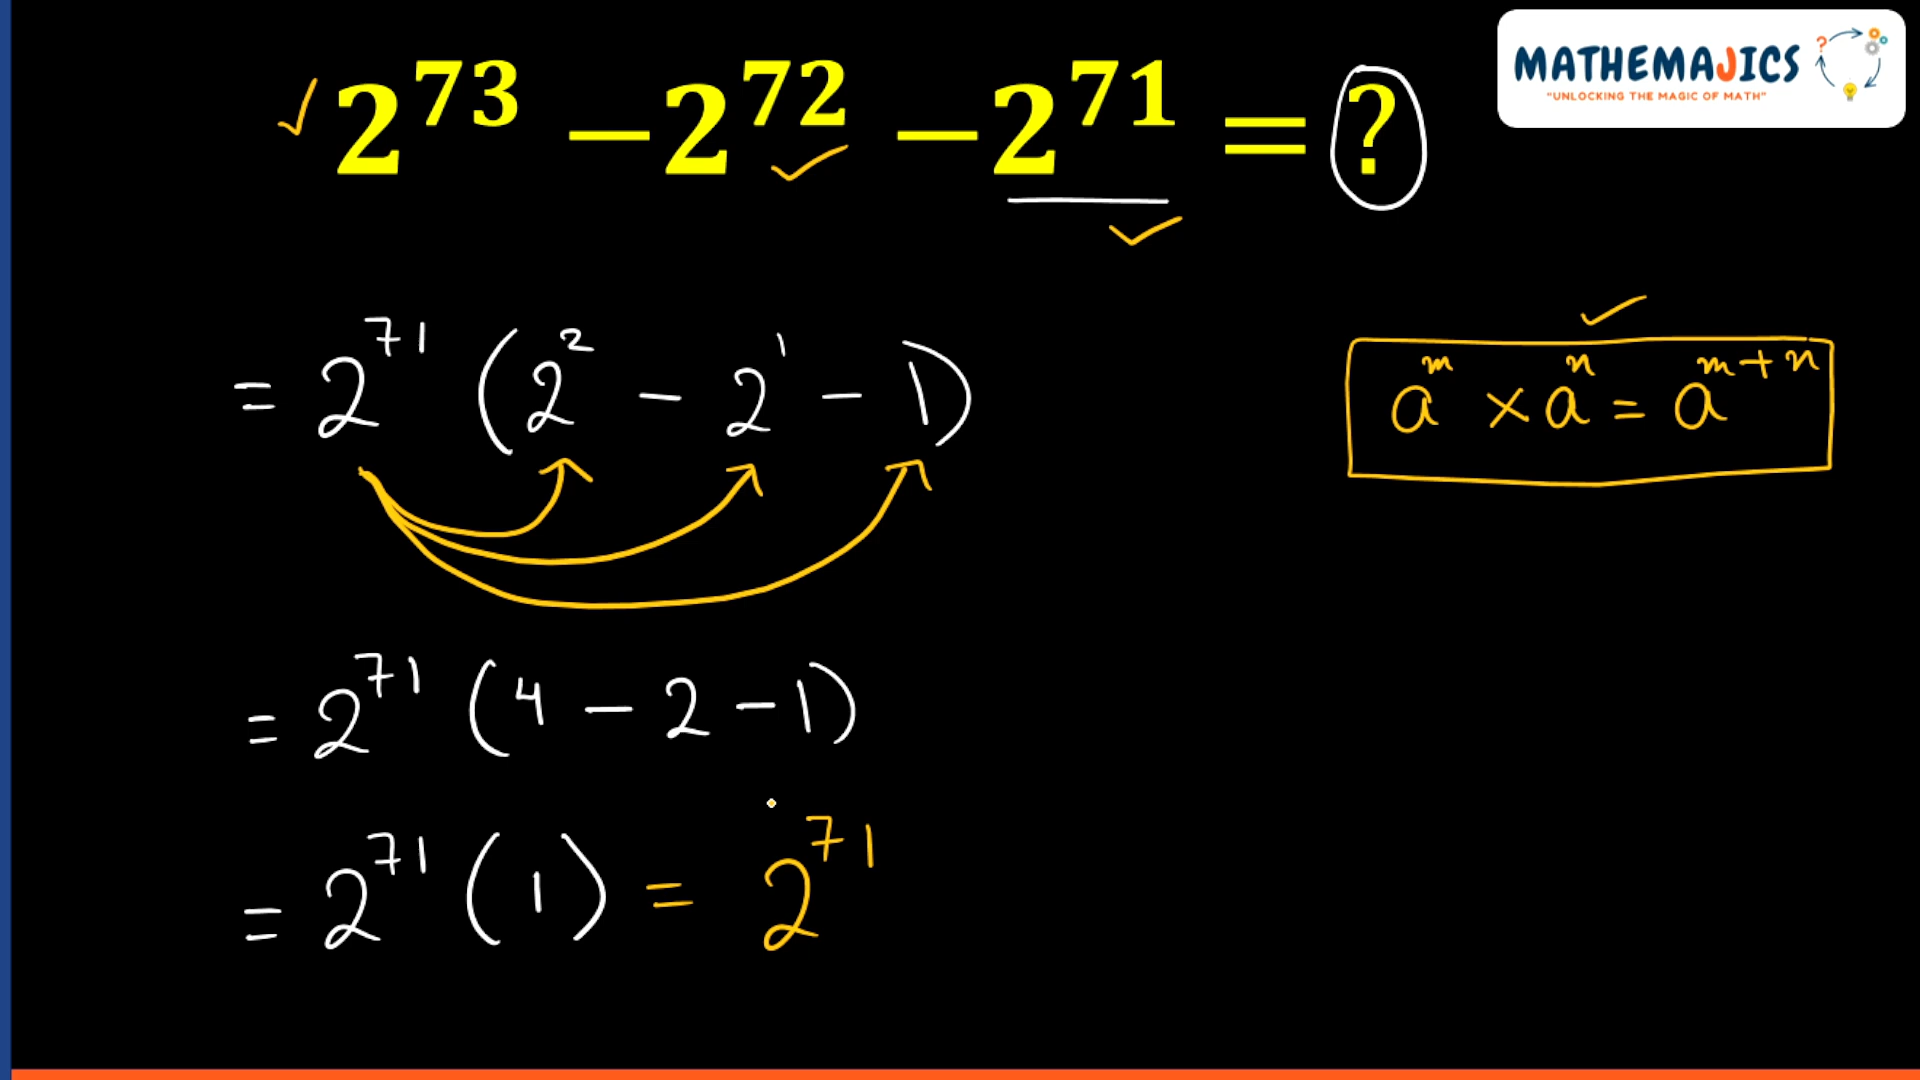 2^73 − 2^72 − 2^71 = ?
MATHEMAJICS
"UNLOCKING THE MAGIC OF MATH"
= 2^71 (2^2 − 2^1 − 1)
a^m × a^n = a^m+n
= 2^71 (4 − 2 − 1)
= 2^71 (1) = 2^71